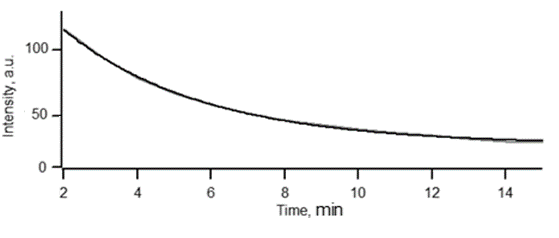 Intensity, a.u.
100
50
0
2 4 6 8 10 12 14
Time, min